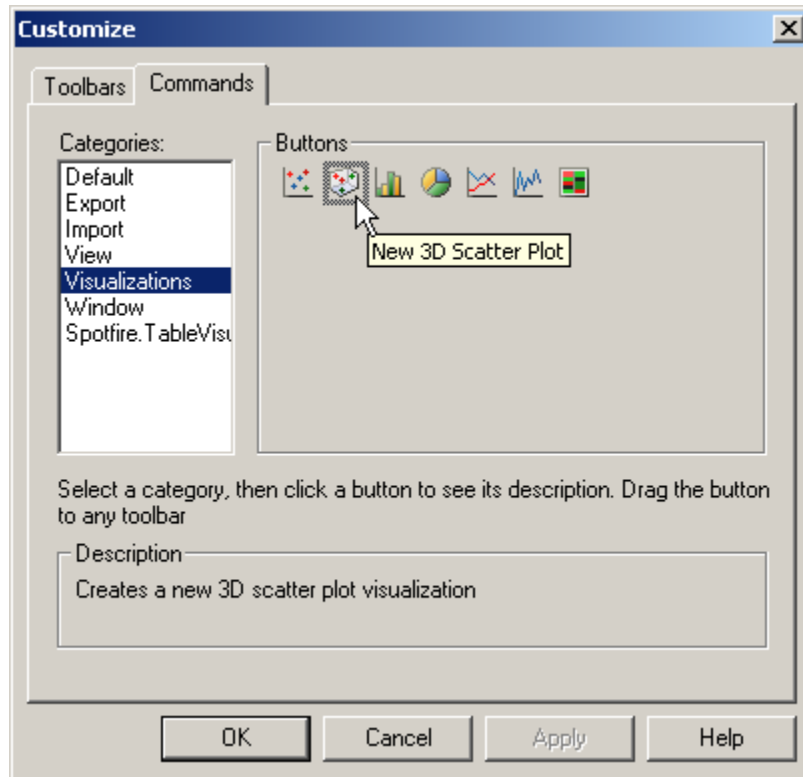 Customize
Toolbars
Commands
Categories:
Default
Export
Import
View
Visualizations
Window
Spotfire.TableVisu
Buttons
New 3D Scatter Plot
Select a category, then click a button to see its description. Drag the button
to any toolbar
Description
Creates a new 3D scatter plot visualization
OK
Cancel
Apply
Help